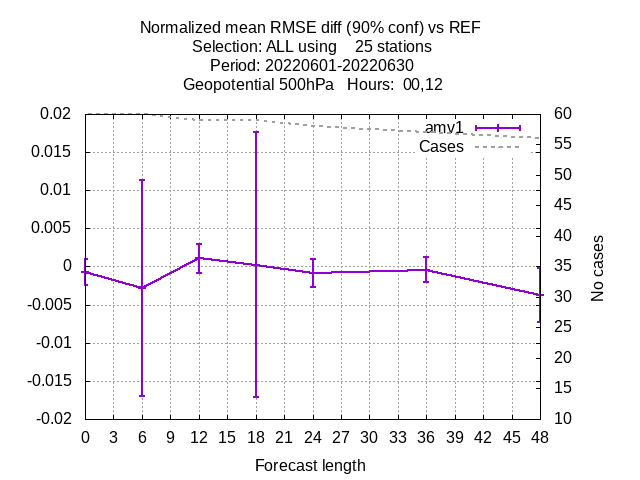 Normalized mean RMSE diff (90% conf) vs REF
Selection: ALL using    25 stations
Period: 20220601-20220630
Geopotential 500hPa   Hours:  00,12
0.02
0.015
0.01
0.005
0
-0.005
-0.01
-0.015
-0.02
amv1
Cases
60
55
50
45
40
35
30
25
20
15
10
No cases
0 3 6 9 12 15 18 21 24 27 30 33 36 39 42 45 48
Forecast length